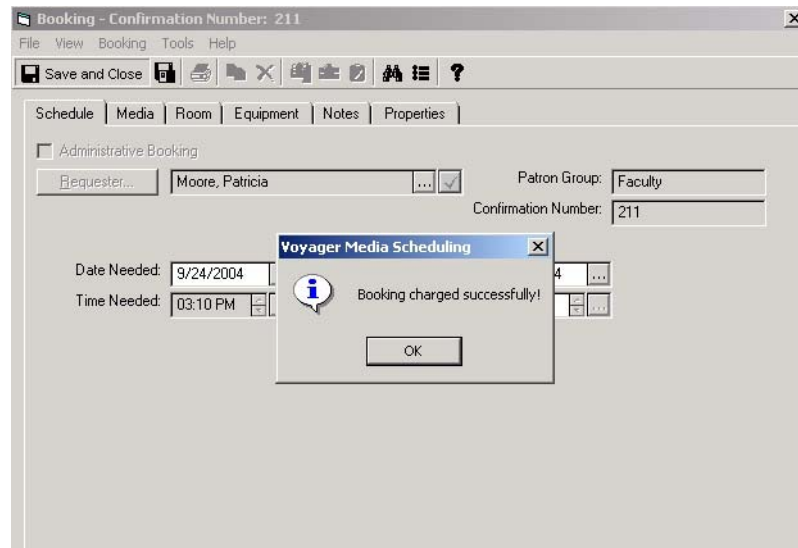 Booking - Confirmation Number: 211
File View Booking Tools Help
Save and Close
Schedule Media Room Equipment Notes Properties
Administrative Booking
Requester... Moore, Patricia ... Patron Group: Faculty
Confirmation Number: 211
Voyager Media Scheduling
Date Needed: 9/24/2004 4 ...
Booking charged successfully!
Time Needed: 03:10 PM ...
OK